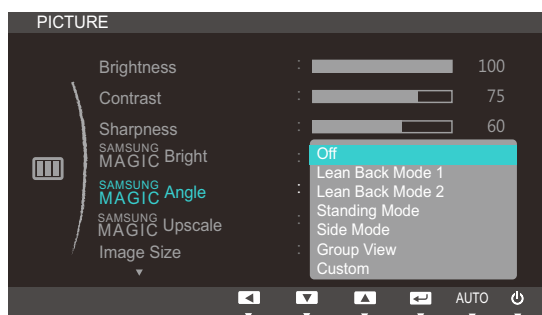 PICTURE
Brightness : 100
Contrast : 75
Sharpness : 60
SAMSUNG
MAGIC Bright :
Off
Lean Back Mode 1
SAMSUNG
MAGIC Angle :
Lean Back Mode 2
Standing Mode
SAMSUNG
MAGIC Upscale :
Side Mode
Image Size :
Group View
Custom
AUTO